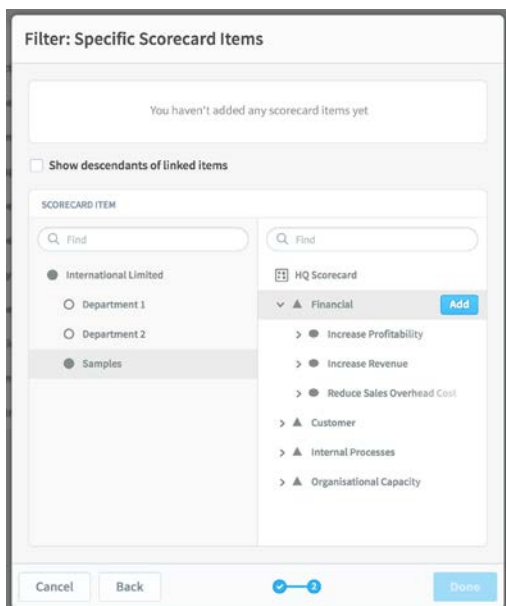 Filter: Specific Scorecard Items
You haven't added any scorecard items yet
Show descendants of linked items
SCORECARD ITEM
Find
International Limited
Department 1
Department 2
Samples
Find
HQ Scorecard
Financial Add
Increase Profitability
Increase Revenue
Reduce Sales Overhead Cost
Customer
Internal Processes
Organisational Capacity
Cancel Back 2 Done